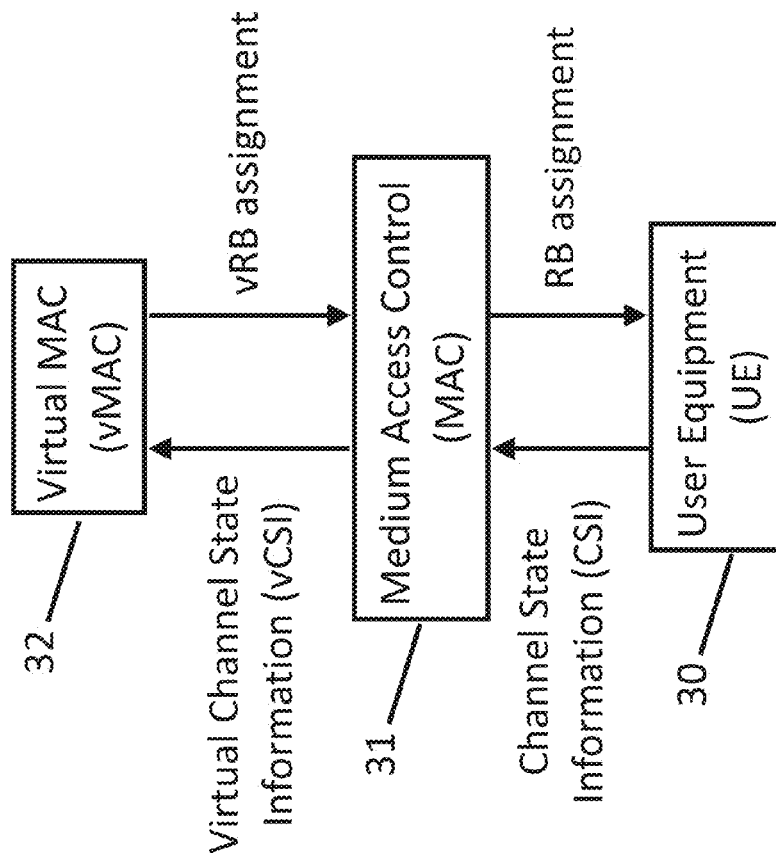 32
Virtual MAC
(vMAC)
Virtual Channel State
Information (vCSI)
vRB assignment
31
Medium Access Control
(MAC)
Channel State
Information (CSI)
RB assignment
30
User Equipment
(UE)